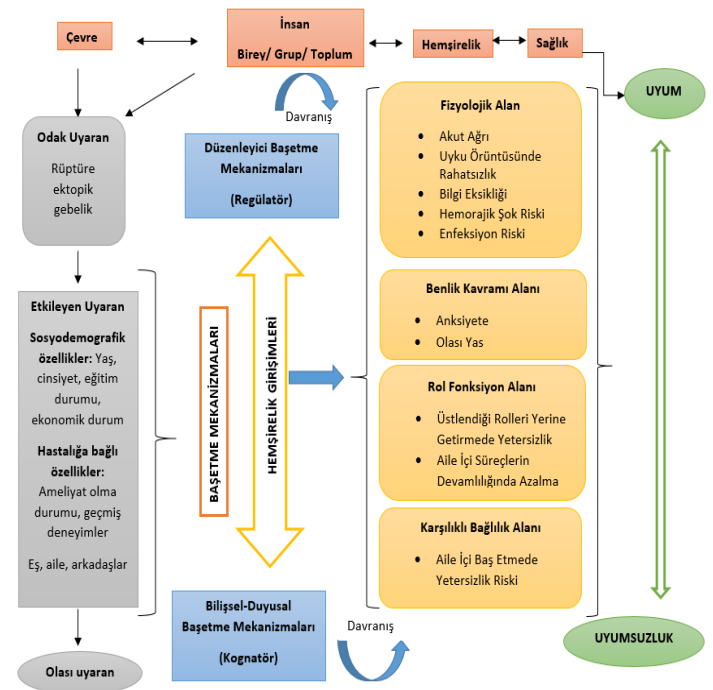 Çevre
İnsan
Birey/ Grup/ Toplum
Hemşirelik
Sağlık
UYUM
Odak Uyaran
Rüptüre
ektopik
gebelik
Davranış
Düzenleyici Başetme
Mekanizmaları
(Regülatör)
Fizyolojik Alan
• Akut Ağrı
• Uyku Örüntüsünde
Rahatsızlık
• Bilgi Eksikliği
• Hemorajik Şok Riski
• Enfeksiyon Riski
Etkileyen Uyaran
Sosyodemografik
özellikler: Yaş,
cinsiyet, eğitim
durumu,
ekonomik durum
Hastalığa bağlı
özellikler:
Ameliyat olma
durumu, geçmiş
deneyimler
Eş, aile, arkadaşlar
BAŞETME MEKANİZMALARI
HEMŞİRELİK GİRİŞİMLERİ
Benlik Kavramı Alanı
• Anksiyete
• Olası Yas
Rol Fonksiyon Alanı
• Üstlendiği Rolleri Yerine
Getirmede Yetersizlik
• Aile İçi Süreçlerin
Devamlılığında Azalma
Karşılıklı Bağlılık Alanı
• Aile İçi Baş Etmede
Yetersizlik Riski
Bilişsel-Duyusal
Başetme Mekanizmaları
(Kognatör)
Davranış
UYUMSUZLUK
Olası uyaran